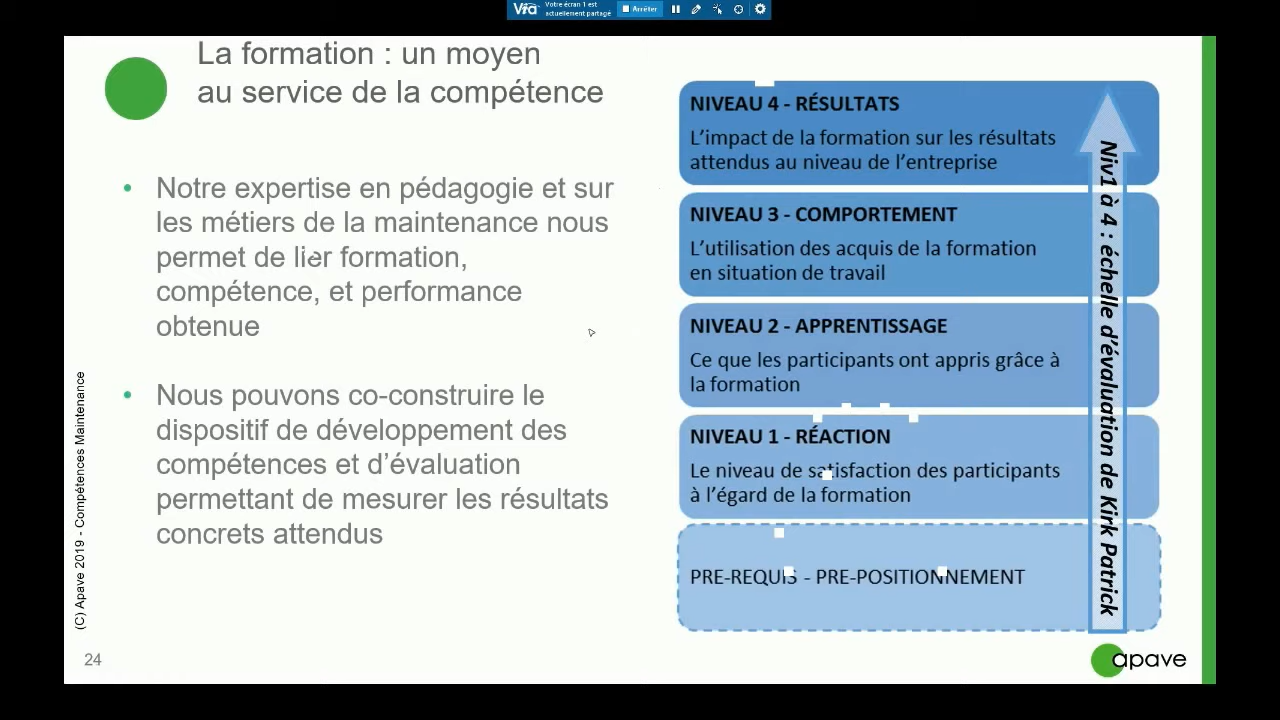 Vra
Votre écran 1 est
actuellement partagé
Arrêter
La formation : un moyen
au service de la compétence
• Notre expertise en pédagogie et sur
les métiers de la maintenance nous
permet de lier formation,
compétence, et performance
obtenue
• Nous pouvons co-construire le
dispositif de développement des
compétences et d’évaluation
permettant de mesurer les résultats
concrets attendus
NIVEAU 4 - RÉSULTATS
L’impact de la formation sur les résultats
attendus au niveau de l’entreprise
NIVEAU 3 - COMPORTEMENT
L’utilisation des acquis de la formation
en situation de travail
NIVEAU 2 - APPRENTISSAGE
Ce que les participants ont appris grâce à
la formation
NIVEAU 1 - RÉACTION
Le niveau de satisfaction des participants
à l’égard de la formation
PRE-REQUIS - PRE-POSITIONNEMENT
Niv1 à 4 : échelle d’évaluation de Kirk Patrick
(C) Apave 2019 - Compétences Maintenance
24
apave